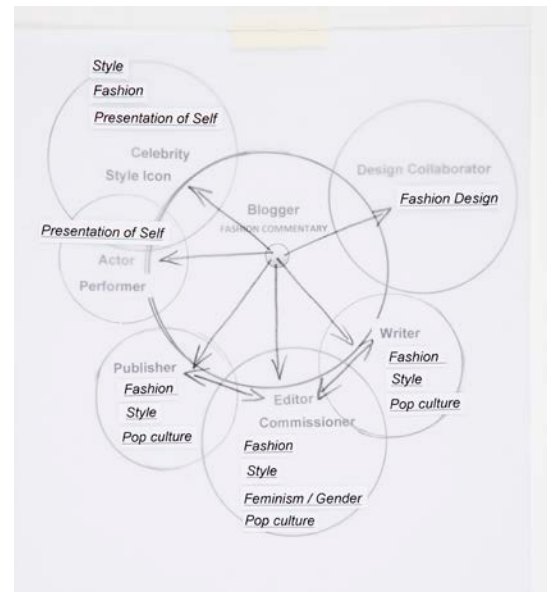 Style
Fashion
Presentation of Self
Celebrity
Style Icon
Design Collaborator
Fashion Design
Blogger
FASHION COMMENTARY
Presentation of Self
Actor
Performer
Writer
Fashion
Style
Pop culture
Publisher
Fashion
Style
Pop culture
Editor
Commissioner
Fashion
Style
Feminism / Gender
Pop culture